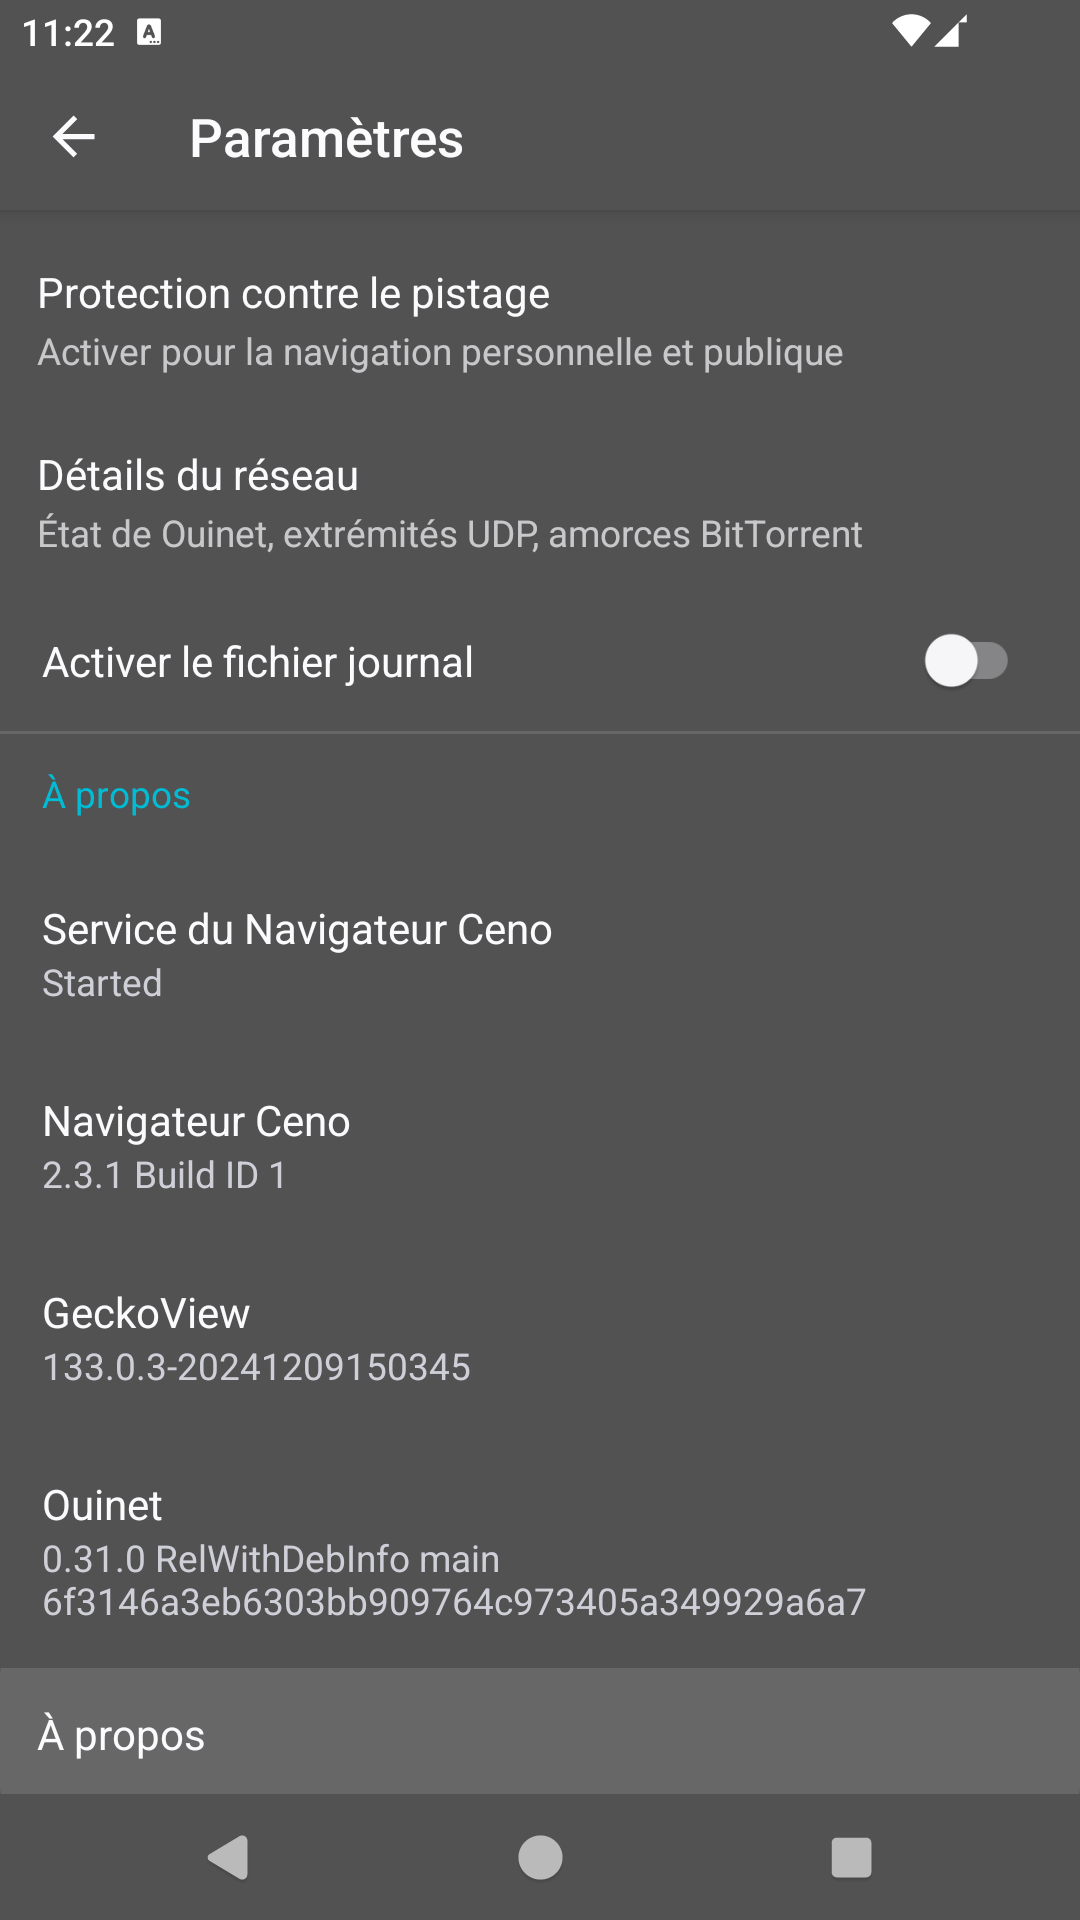 11:22
Paramètres
Protection contre le pistage
Activer pour la navigation personnelle et publique
Détails du réseau
État de Ouinet, extrémités UDP, amorces BitTorrent
Activer le fichier journal
À propos
Service du Navigateur Ceno
Started
Navigateur Ceno
2.3.1 Build ID 1
GeckoView
133.0.3-20241209150345
Ouinet
0.31.0 RelWithDebInfo main
6f3146a3eb6303bb909764c973405a349929a6a7
À propos